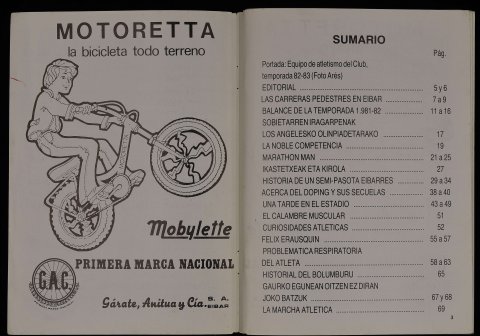 MOTORETTA
la bicicleta todo terreno
Mobylette
PRIMERA MARCA NACIONAL
G.A.C.
Gárate, Anitua y Cía. S. A.
EIBAR
SUMARIO
Pág.
Portada: Equipo de atletismo del Club,
temporada 82-83 (Foto Arés)
EDITORIAL 5 y 6
LAS CARRERAS PEDESTRES EN EIBAR 7 a 9
BALANCE DE LA TEMPORADA 1.981-82 11 a 16
SOBIETARREN IRAGARPENAK
LOS ANGELESKO OLINPIADETARAKO 17
LA NOBLE COMPETENCIA 19
MARATHON MAN 21 a 25
IKASTETXEAK ETA KIROLA 27
HISTORIA DE UN SEMI-PASOTA EIBARRES 29 a 34
ACERCA DEL DOPING Y SUS SECUELAS 38 a 40
UNA TARDE EN EL ESTADIO 43 a 49
EL CALAMBRE MUSCULAR 51
CURIOSIDADES ATLETICAS 52
FELIX ERAUSQUIN 55 a 57
PROBLEMATICA RESPIRATORIA
DEL ATLETA 58 a 63
HISTORIAL DEL BOLUMBURU 65
GAURKO EGUNEAN OITZEN EZ DIRAN
JOKO BATZUK 67 y 68
LA MARCHA ATLETICA 69
3